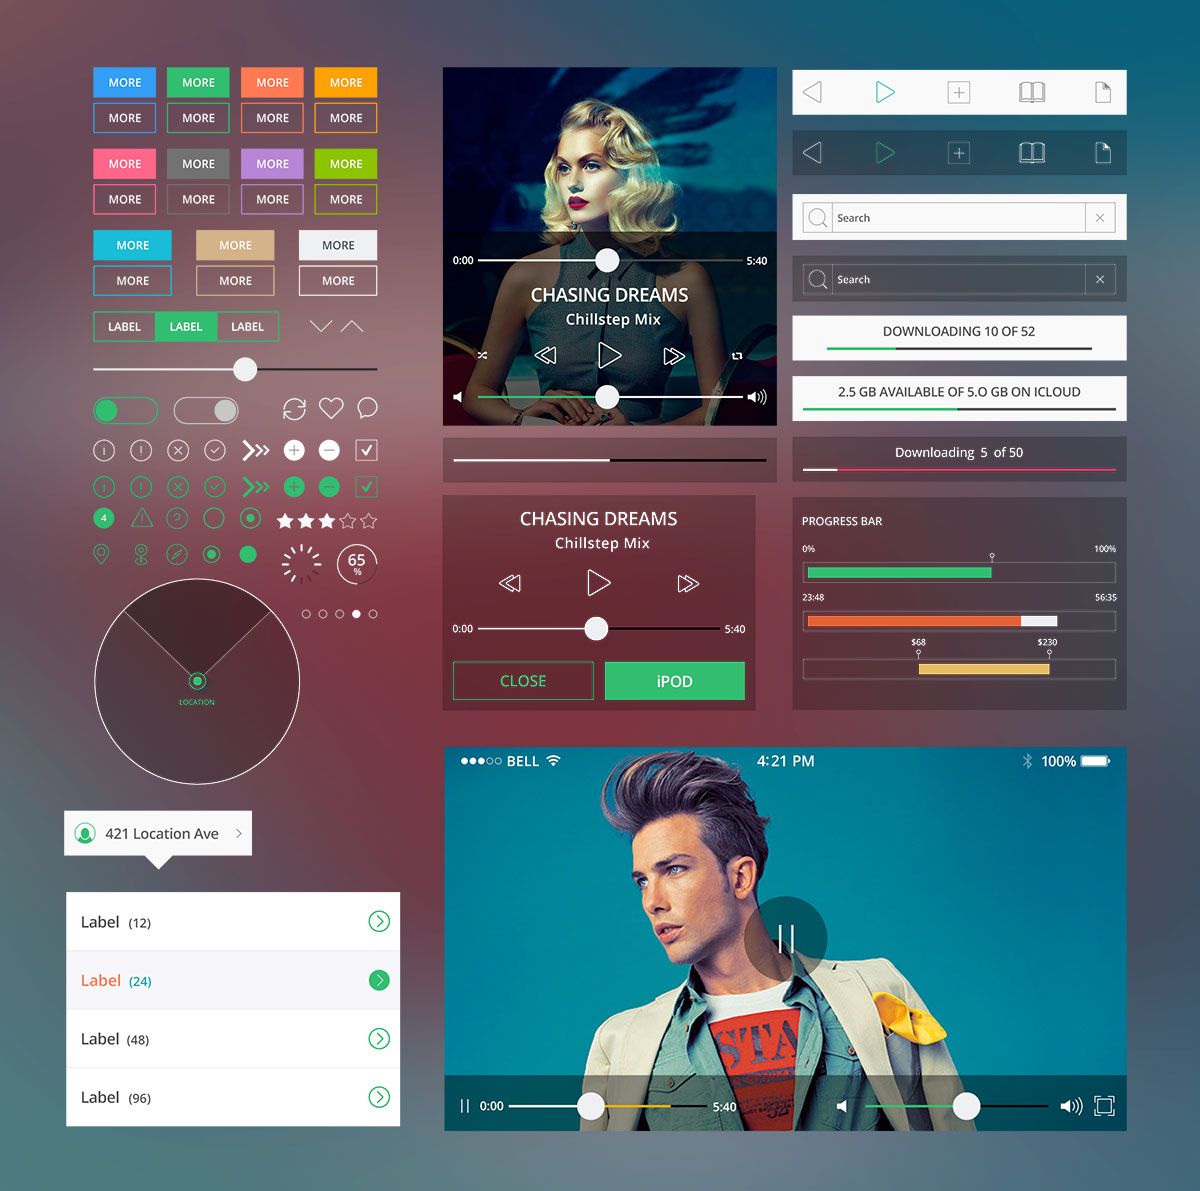 MORE MORE MORE MORE
MORE MORE MORE MORE
MORE MORE MORE MORE
MORE MORE MORE MORE
MORE MORE MORE
MORE MORE MORE
LABEL LABEL LABEL
4
65
%
LOCATION
421 Location Ave
Label (12)
Label (24)
Label (48)
Label (96)
0:00 5:40
CHASING DREAMS
Chillstep Mix
CHASING DREAMS
Chillstep Mix
0:00 5:40
CLOSE iPOD
Search
Search
DOWNLOADING 10 OF 52
2.5 GB AVAILABLE OF 5.O GB ON ICLOUD
Downloading 5 of 50
PROGRESS BAR
0% 100%
23:48 56:35
$68 $230
BELL 4:21 PM 100%
STA
0:00 5:40